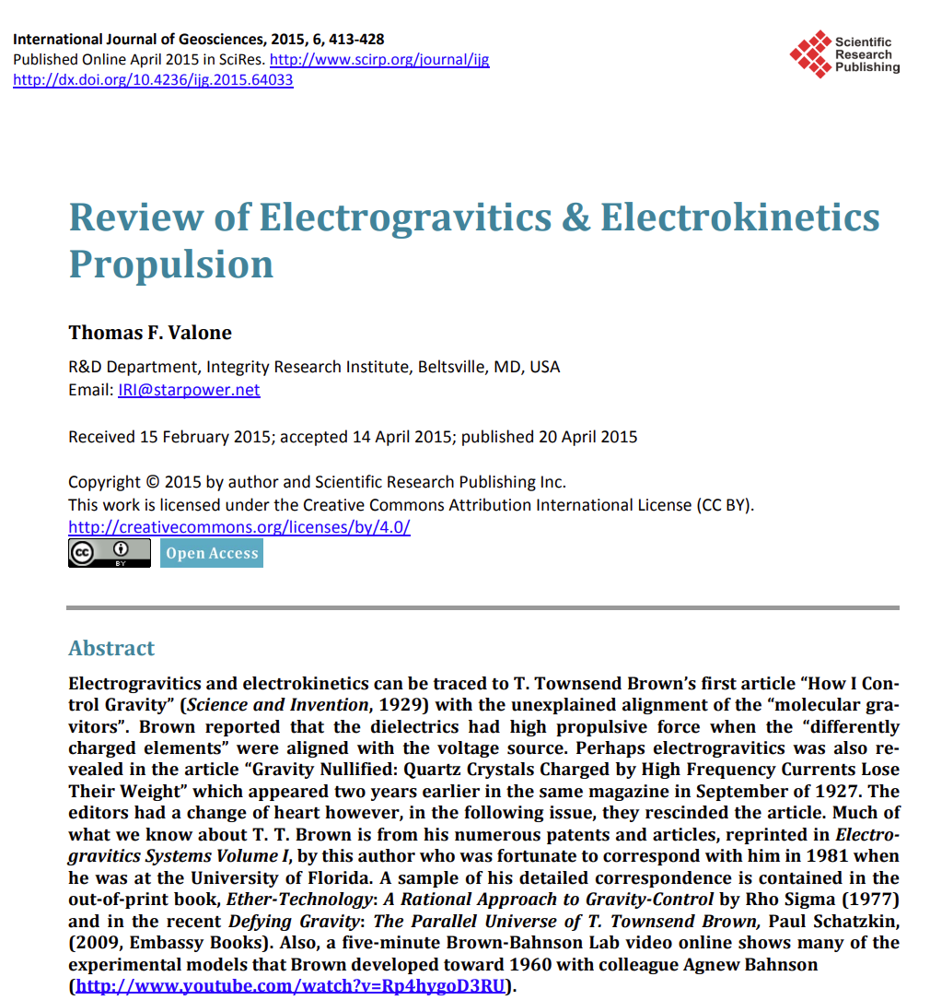 International Journal of Geosciences, 2015, 6, 413-428
Published Online April 2015 in SciRes. http://www.scirp.org/journal/ijg
http://dx.doi.org/10.4236/ijg.2015.64033
Scientific
Research
Publishing
Review of Electrogravitics & Electrokinetics
Propulsion
Thomas F. Valone
R&D Department, Integrity Research Institute, Beltsville, MD, USA
Email: IRI@starpower.net
Received 15 February 2015; accepted 14 April 2015; published 20 April 2015
Copyright © 2015 by author and Scientific Research Publishing Inc.
This work is licensed under the Creative Commons Attribution International License (CC BY).
http://creativecommons.org/licenses/by/4.0/
cc BY Open Access
Abstract
Electrogravitics and electrokinetics can be traced to T. Townsend Brown’s first article “How I Con-
trol Gravity” (Science and Invention, 1929) with the unexplained alignment of the “molecular gra-
vitors”. Brown reported that the dielectrics had high propulsive force when the “differently
charged elements” were aligned with the voltage source. Perhaps electrogravitics was also re-
vealed in the article “Gravity Nullified: Quartz Crystals Charged by High Frequency Currents Lose
Their Weight” which appeared two years earlier in the same magazine in September of 1927. The
editors had a change of heart however, in the following issue, they rescinded the article. Much of
what we know about T. T. Brown is from his numerous patents and articles, reprinted in Electro-
gravitics Systems Volume I, by this author who was fortunate to correspond with him in 1981 when
he was at the University of Florida. A sample of his detailed correspondence is contained in the
out-of-print book, Ether-Technology: A Rational Approach to Gravity-Control by Rho Sigma (1977)
and in the recent Defying Gravity: The Parallel Universe of T. Townsend Brown, Paul Schatzkin,
(2009, Embassy Books). Also, a five-minute Brown-Bahnson Lab video online shows many of the
experimental models that Brown developed toward 1960 with colleague Agnew Bahnson
(http://www.youtube.com/watch?v=Rp4hygoD3RU).